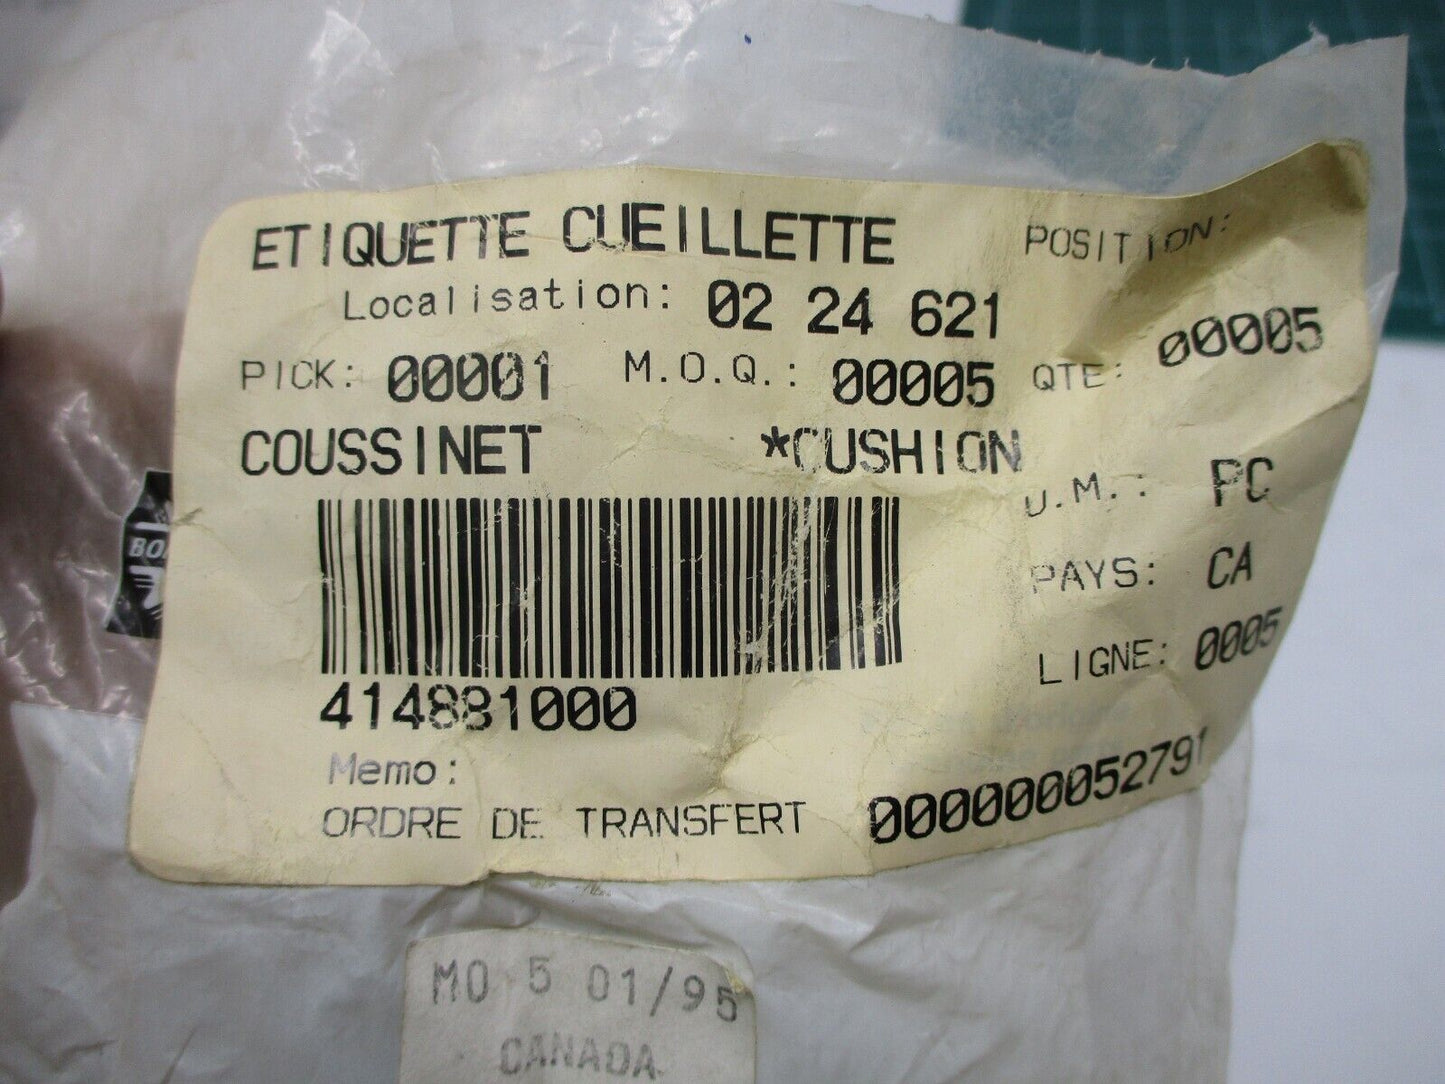 ETIQUETTE CUEILLETTE POSITION:
Localisation: 02 24 621
PICK: 00001 M.O.Q.: 00005 QTE: 00005
COUSSINET *CUSHION
U.M.: PC
PAYS: CA
LIGNE: 0005
414881000
Memo:
ORDRE DE TRANSFERT 000000052791
MO 5 01/95
CANADA